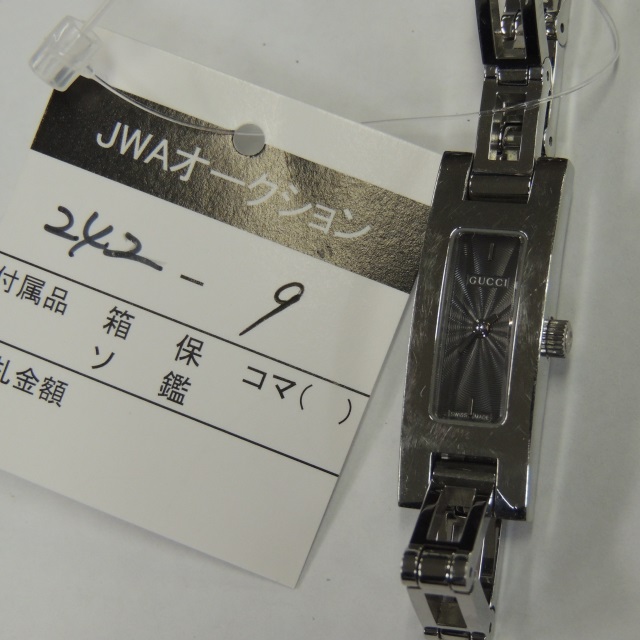 JWAオークション
242-9
付属品 箱 保 コマ( )
ソ 鑑
札金額
GUCCI
SWISS MADE